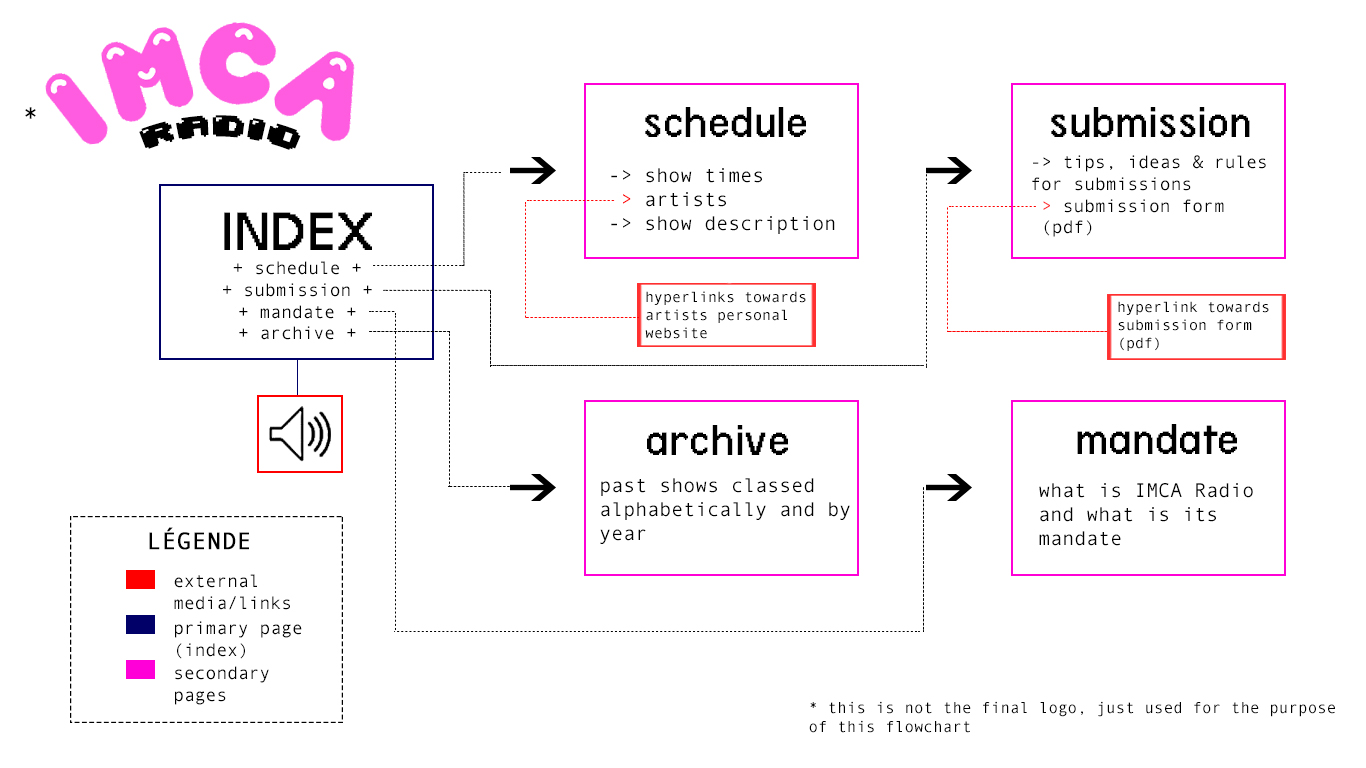 *
IMCA
RADIO
INDEX
+ schedule +
+ submission +
+ mandate +
+ archive +
schedule
-> show times
> artists
-> show description
hyperlinks towards
artists personal
website
submission
-> tips, ideas & rules
for submissions
> submission form
(pdf)
hyperlink towards
submission form
(pdf)
archive
past shows classed
alphabetically and by
year
mandate
what is IMCA Radio
and what is its
mandate
LÉGENDE
external
media/links
primary page
(index)
secondary
pages
* this is not the final logo, just used for the purpose
of this flowchart